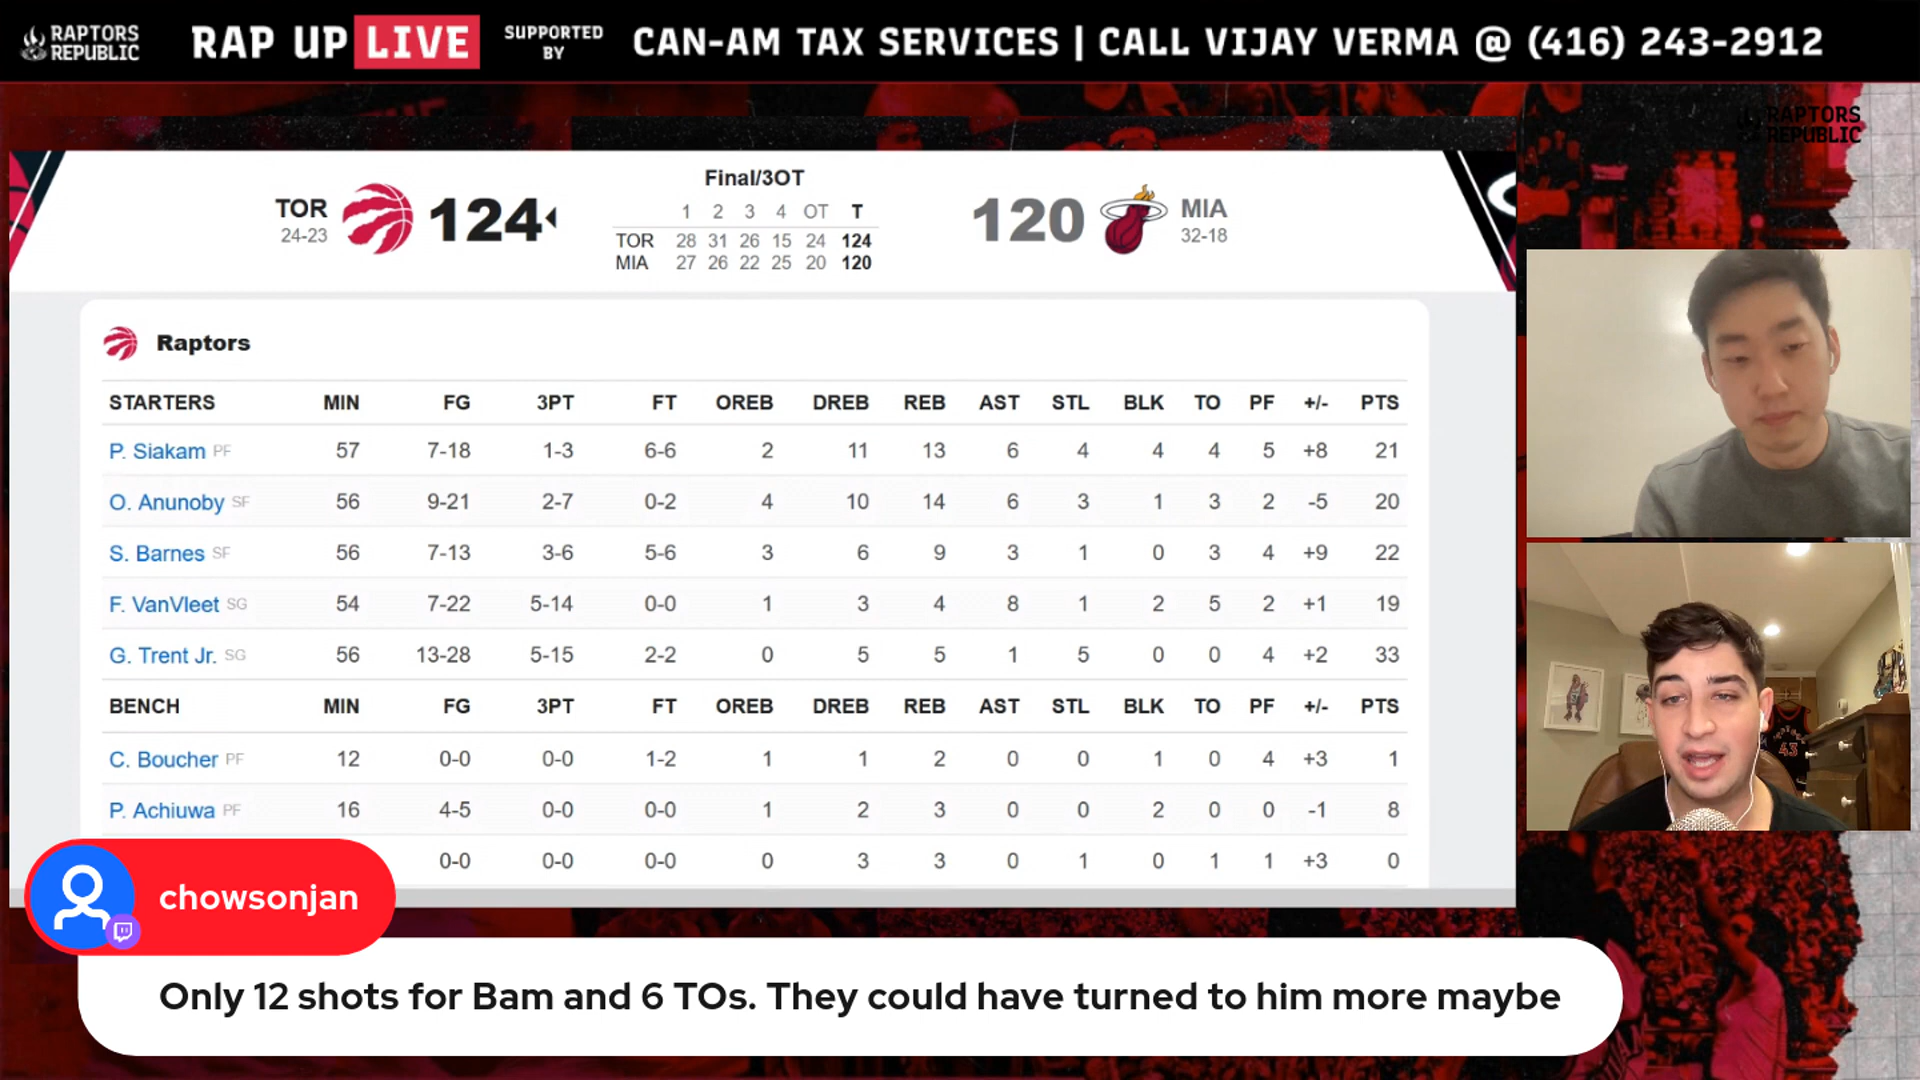 RAPTORS
REPUBLIC
RAP UP LIVE
SUPPORTED
BY
CAN-AM TAX SERVICES | CALL VIJAY VERMA @ (416) 243-2912
RAPTORS
REPUBLIC
Final/3OT
TOR 124 120 MIA
24-23 32-18
1 2 3 4 OT T
TOR 28 31 26 15 24 124
MIA 27 26 22 25 20 120
Raptors
STARTERS MIN FG 3PT FT OREB DREB REB AST STL BLK TO PF +/- PTS
P. Siakam PF 57 7-18 1-3 6-6 2 11 13 6 4 4 4 5 +8 21
O. Anunoby SF 56 9-21 2-7 0-2 4 10 14 6 3 1 3 2 -5 20
S. Barnes SF 56 7-13 3-6 5-6 3 6 9 3 1 0 3 4 +9 22
F. VanVleet SG 54 7-22 5-14 0-0 1 3 4 8 1 2 5 2 +1 19
G. Trent Jr. SG 56 13-28 5-15 2-2 0 5 5 1 5 0 0 4 +2 33
BENCH MIN FG 3PT FT OREB DREB REB AST STL BLK TO PF +/- PTS
C. Boucher PF 12 0-0 0-0 1-2 1 1 2 0 0 1 0 4 +3 1
P. Achiuwa PF 16 4-5 0-0 0-0 1 2 3 0 0 2 0 0 -1 8
0-0 0-0 0-0 0 3 3 0 1 0 1 1 +3 0
43
chowsonjan
Only 12 shots for Bam and 6 TOs. They could have turned to him more maybe